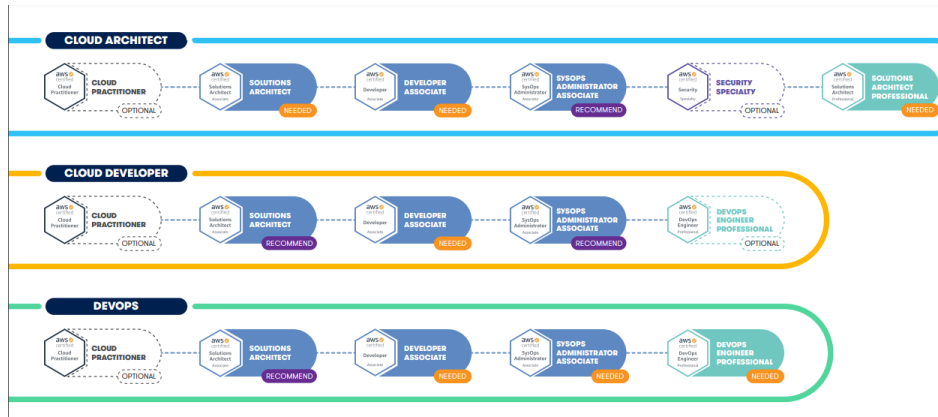 CLOUD ARCHITECT
aws
certified
Cloud
Practitioner
CLOUD
PRACTITIONER
OPTIONAL
aws
certified
Solutions
Architect
Associate
SOLUTIONS
ARCHITECT
NEEDED
aws
certified
Developer
Associate
DEVELOPER
ASSOCIATE
NEEDED
aws
certified
SysOps
Administrator
Associate
SYSOPS
ADMINISTRATOR
ASSOCIATE
RECOMMEND
aws
certified
Security
Specialty
SECURITY
SPECIALTY
OPTIONAL
aws
certified
Solutions
Architect
Professional
SOLUTIONS
ARCHITECT
PROFESSIONAL
NEEDED
CLOUD DEVELOPER
aws
certified
Cloud
Practitioner
CLOUD
PRACTITIONER
OPTIONAL
aws
certified
Solutions
Architect
Associate
SOLUTIONS
ARCHITECT
RECOMMEND
aws
certified
Developer
Associate
DEVELOPER
ASSOCIATE
NEEDED
aws
certified
SysOps
Administrator
Associate
SYSOPS
ADMINISTRATOR
ASSOCIATE
RECOMMEND
aws
certified
DevOps
Engineer
Professional
DEVOPS
ENGINEER
PROFESSIONAL
OPTIONAL
DEVOPS
aws
certified
Cloud
Practitioner
CLOUD
PRACTITIONER
OPTIONAL
aws
certified
Solutions
Architect
Associate
SOLUTIONS
ARCHITECT
RECOMMEND
aws
certified
Developer
Associate
DEVELOPER
ASSOCIATE
NEEDED
aws
certified
SysOps
Administrator
Associate
SYSOPS
ADMINISTRATOR
ASSOCIATE
NEEDED
aws
certified
DevOps
Engineer
Professional
DEVOPS
ENGINEER
PROFESSIONAL
NEEDED